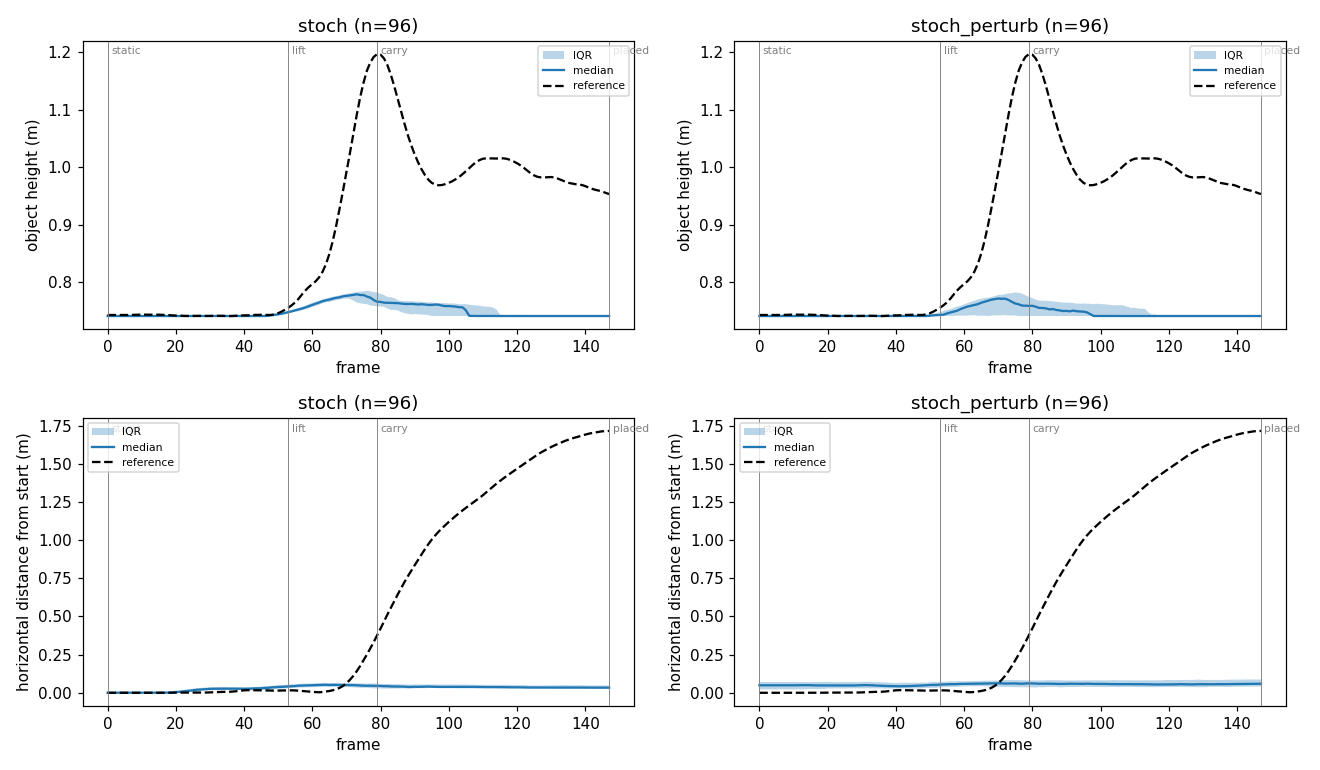 stoch (n=96)
static
lift
carry
placed
IQR
median
reference
1.2
1.1
1.0
0.9
0.8
object height (m)
0
20
40
60
80
100
120
140
frame
stoch_perturb (n=96)
static
lift
carry
placed
IQR
median
reference
1.2
1.1
1.0
0.9
0.8
object height (m)
0
20
40
60
80
100
120
140
frame
stoch (n=96)
lift
carry
placed
IQR
median
reference
1.75
1.50
1.25
1.00
0.75
0.50
0.25
0.00
horizontal distance from start (m)
0
20
40
60
80
100
120
140
frame
stoch_perturb (n=96)
lift
carry
placed
IQR
median
reference
1.75
1.50
1.25
1.00
0.75
0.50
0.25
0.00
horizontal distance from start (m)
0
20
40
60
80
100
120
140
frame